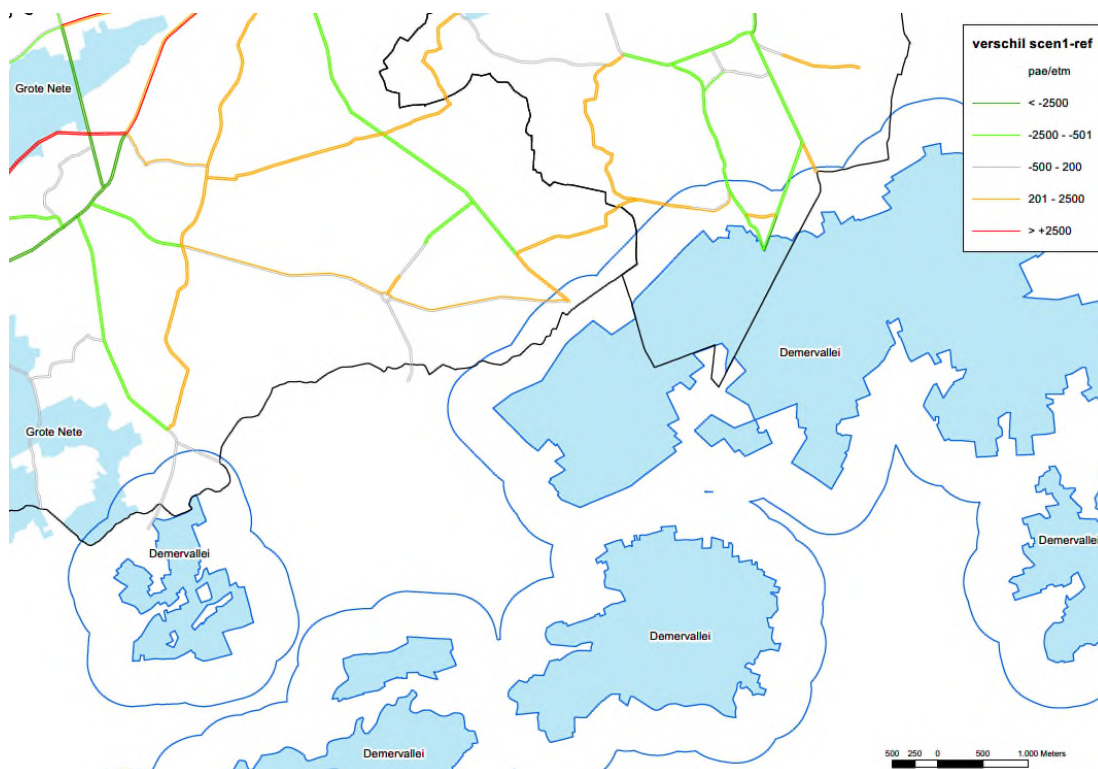 verschil scen1-ref
pae/etm
< -2500
-2500 - -501
-500 - 200
201 - 2500
> +2500
Grote Nete
Demervallei
Grote Nete
Demervallei
Demervallei
Demervallei
Demervallei
500 250 0 500 1.000 Meters